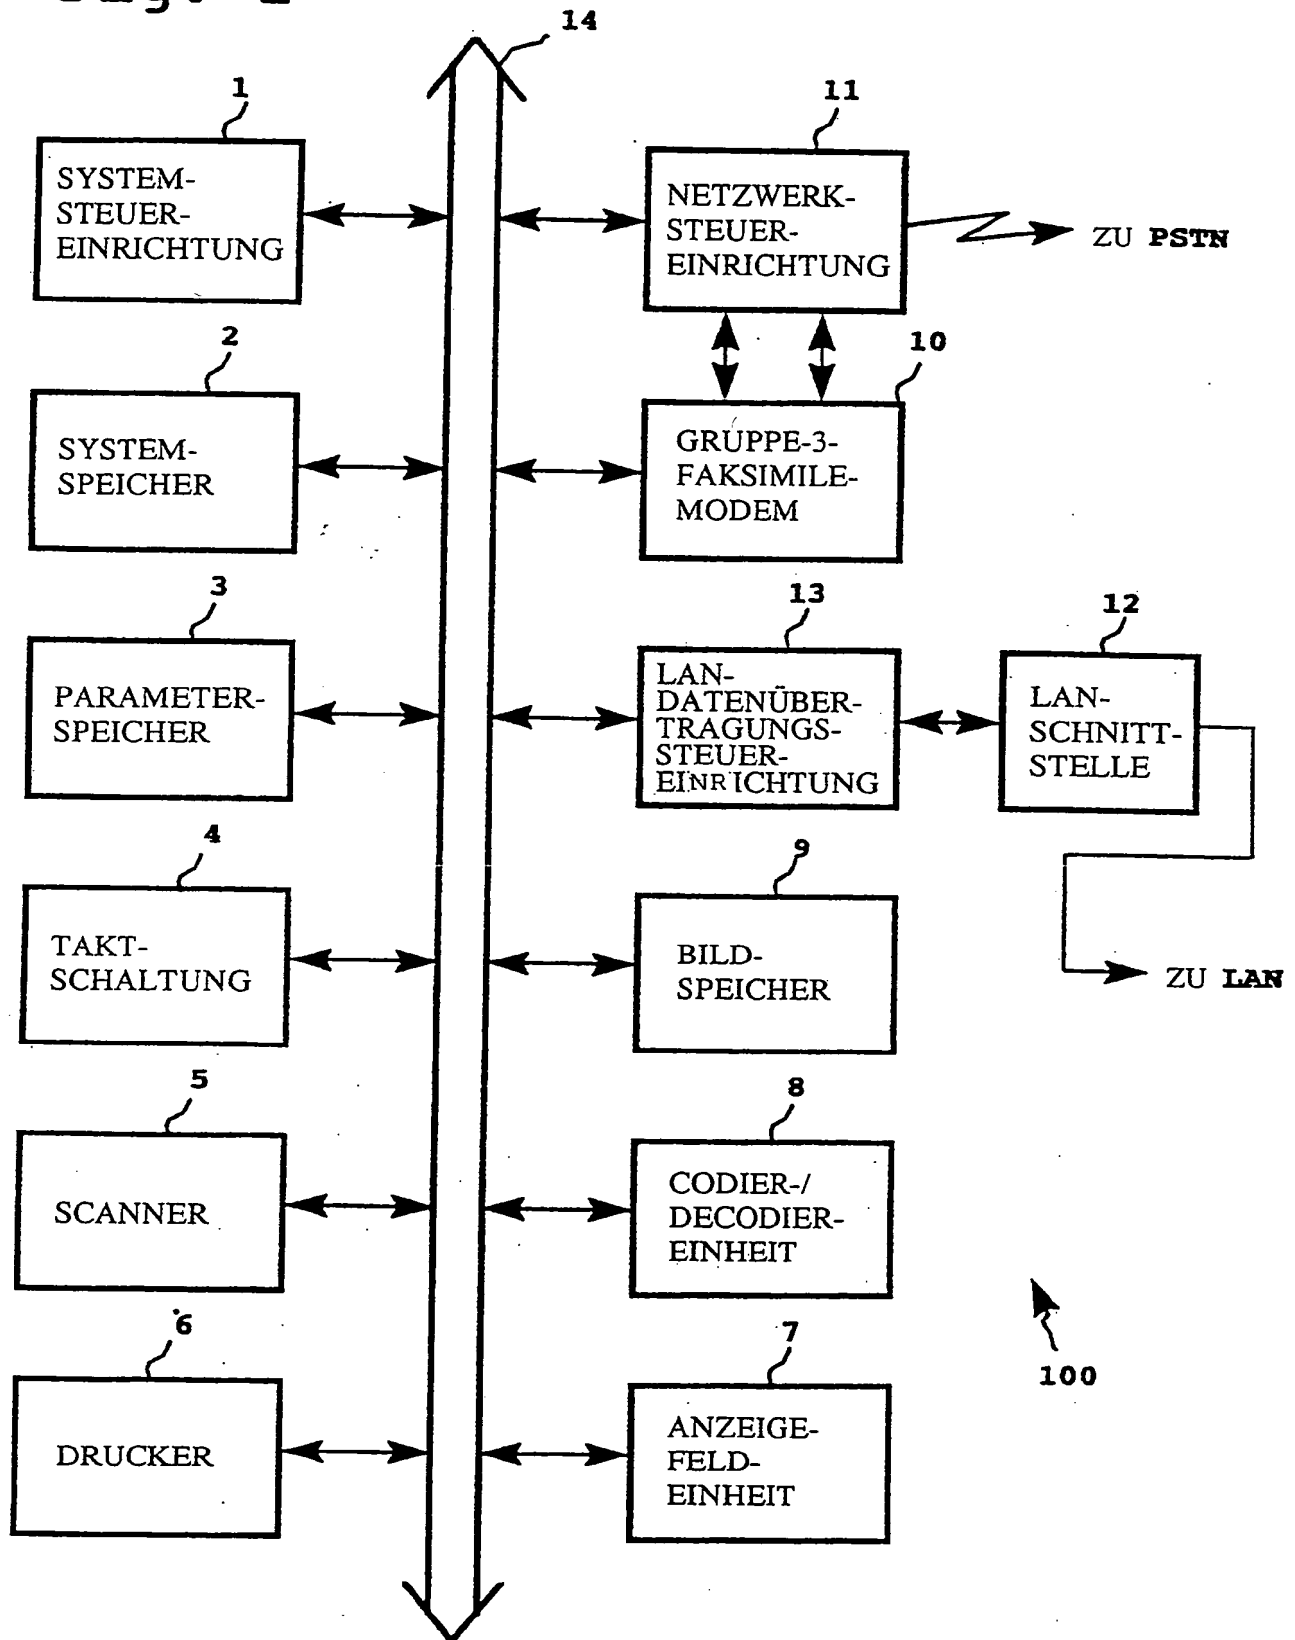 14
1
SYSTEM-
STEUER-
EINRICHTUNG
11
NETZWERK-
STEUER-
EINRICHTUNG
ZU PSTN
2
SYSTEM-
SPEICHER
10
GRUPPE-3-
FAKSIMILE-
MODEM
3
PARAMETER-
SPEICHER
13
LAN-
DATENÜBER-
TRAGUNGS-
STEUER-
EINRICHTUNG
12
LAN-
SCHNITT-
STELLE
ZU LAN
4
TAKT-
SCHALTUNG
9
BILD-
SPEICHER
5
SCANNER
8
CODIER-/
DECODIER-
EINHEIT
6
DRUCKER
7
ANZEIGE-
FELD-
EINHEIT
100